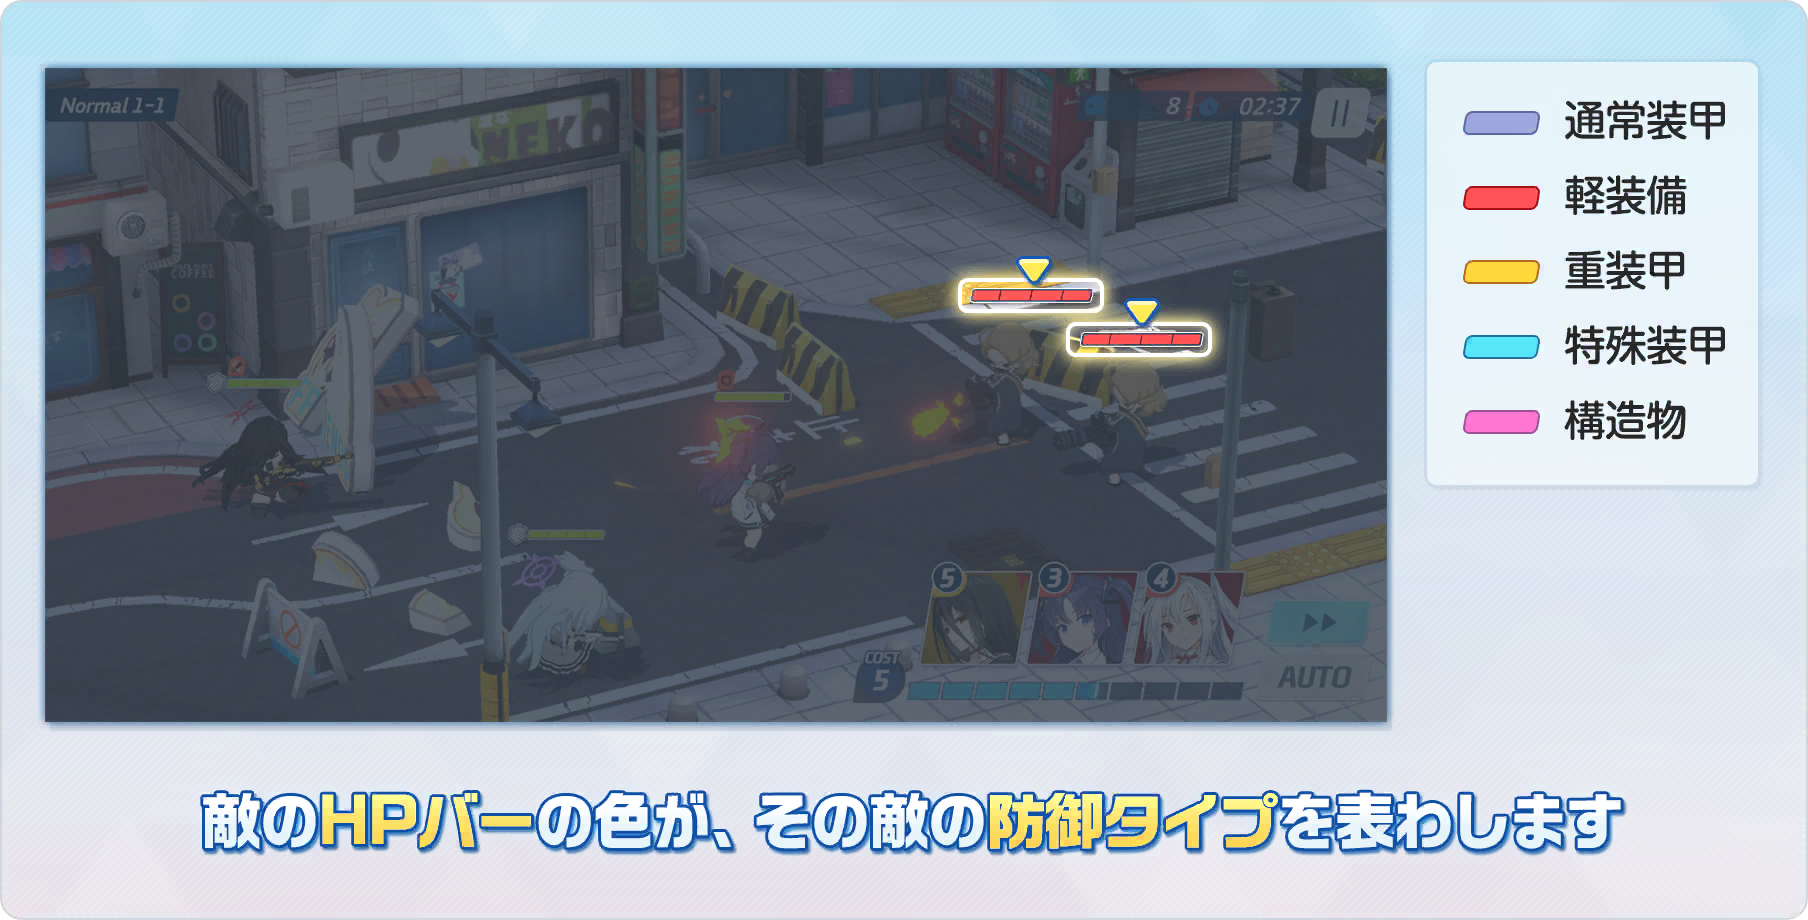 Normal 1-1
NEKO
8
02:37
COFFEE
通常装甲
軽装備
重装甲
特殊装甲
構造物
5
3
4
COST
5
AUTO
敵のHPバーの色が、その敵の防御タイプを表わします